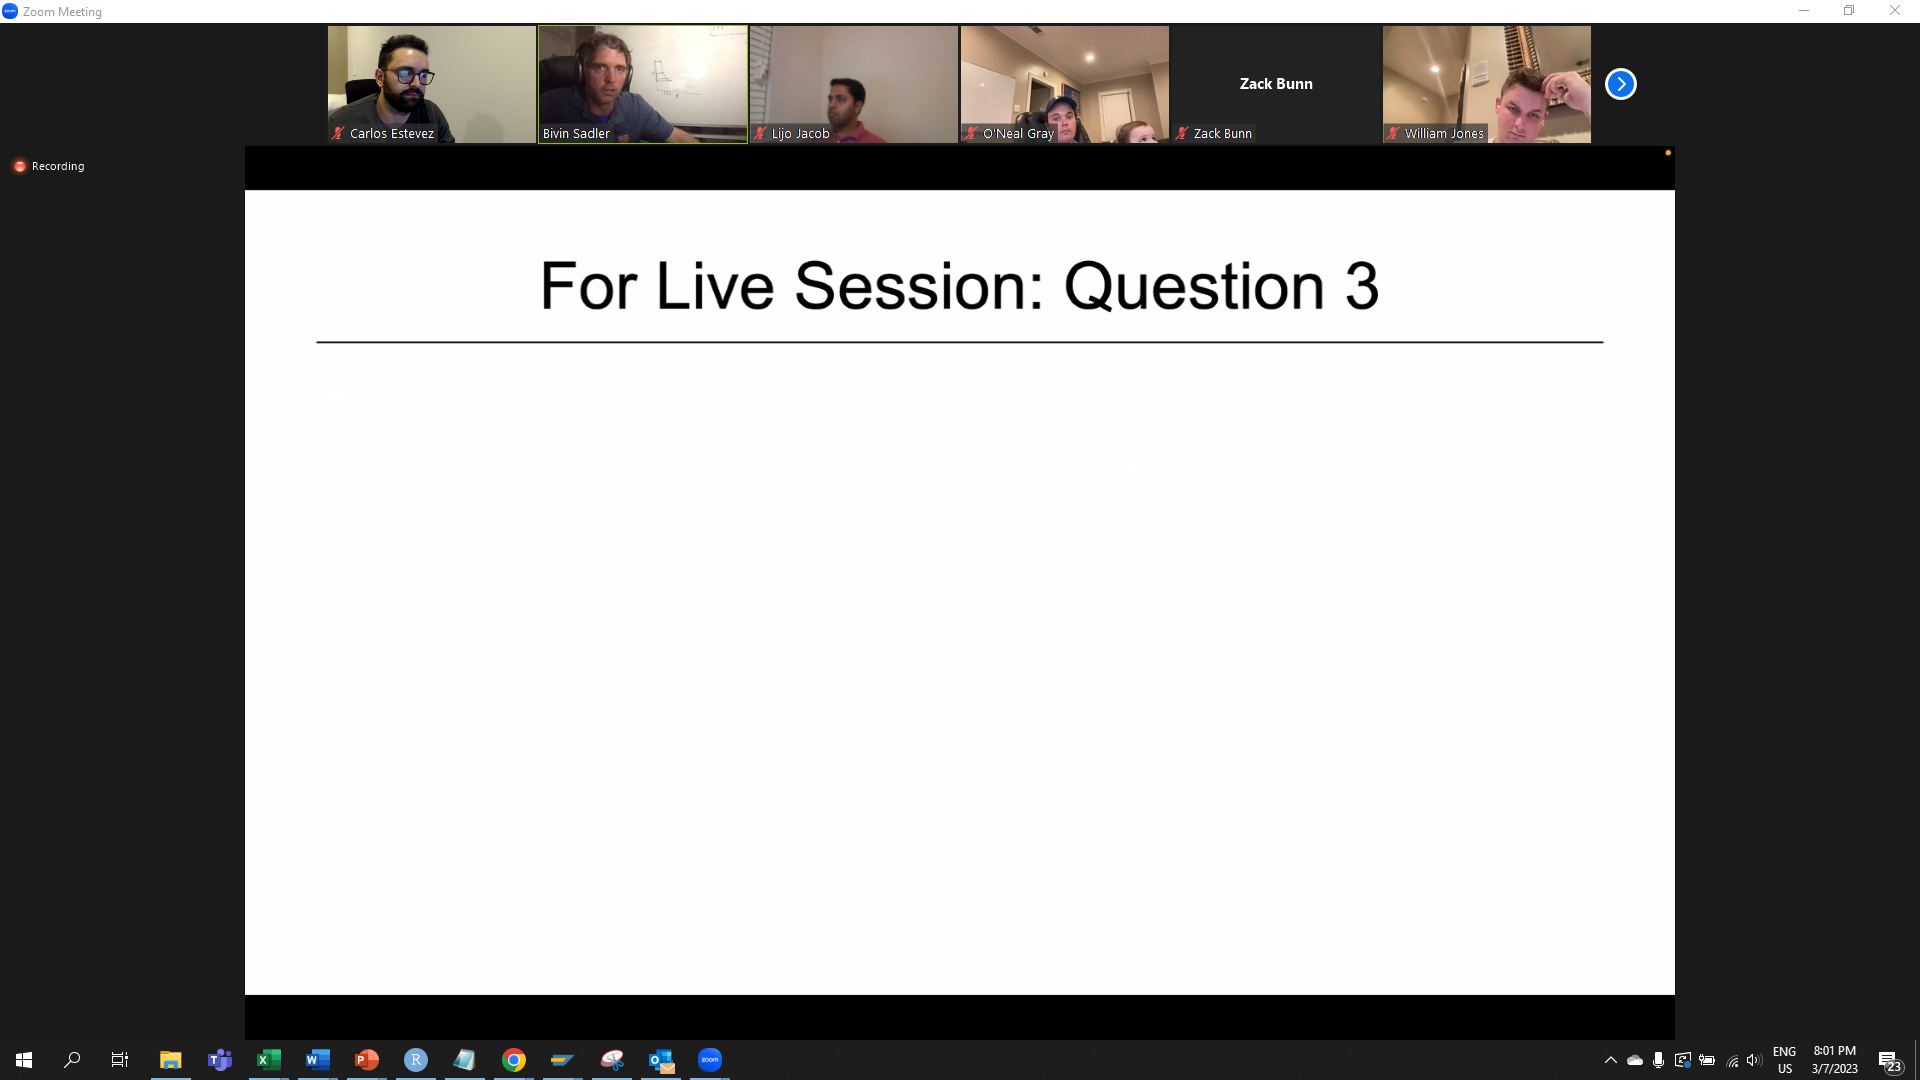 Zoom Meeting
Zack Bunn
Carlos Estevez
Bivin Sadler
Lijo Jacob
O'Neal Gray
Zack Bunn
William Jones
Recording
For Live Session: Question 3
ENG
US
8:01 PM
3/7/2023
23
zoom